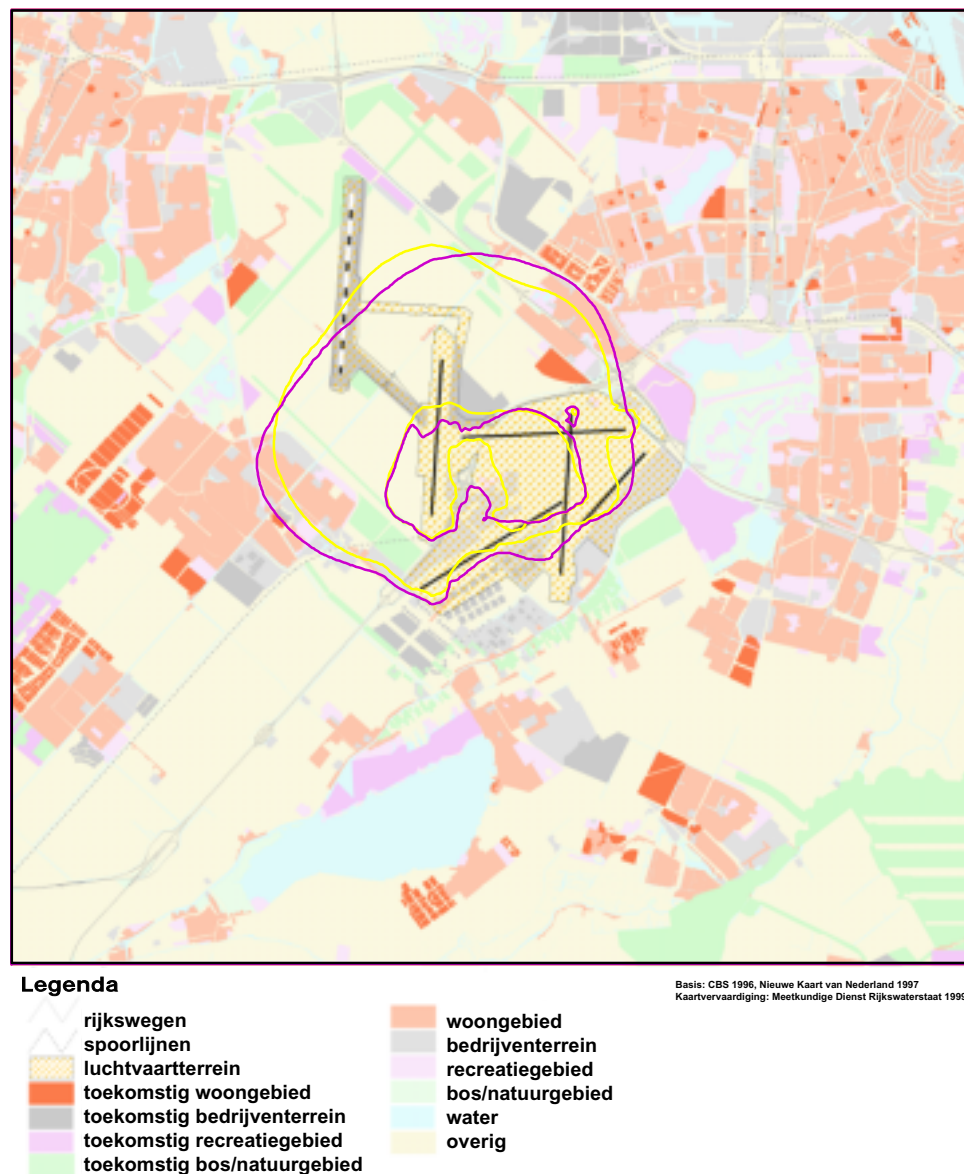 Legenda
Basis: CBS 1996, Nieuwe Kaart van Nederland 1997
Kaartvervaardiging: Meetkundige Dienst Rijkswaterstaat 1999
rijkswegen
spoorlijnen
luchtvaartterrein
toekomstig woongebied
toekomstig bedrijventerrein
toekomstig recreatiegebied
toekomstig bos/natuurgebied
woongebied
bedrijventerrein
recreatiegebied
bos/natuurgebied
water
overig